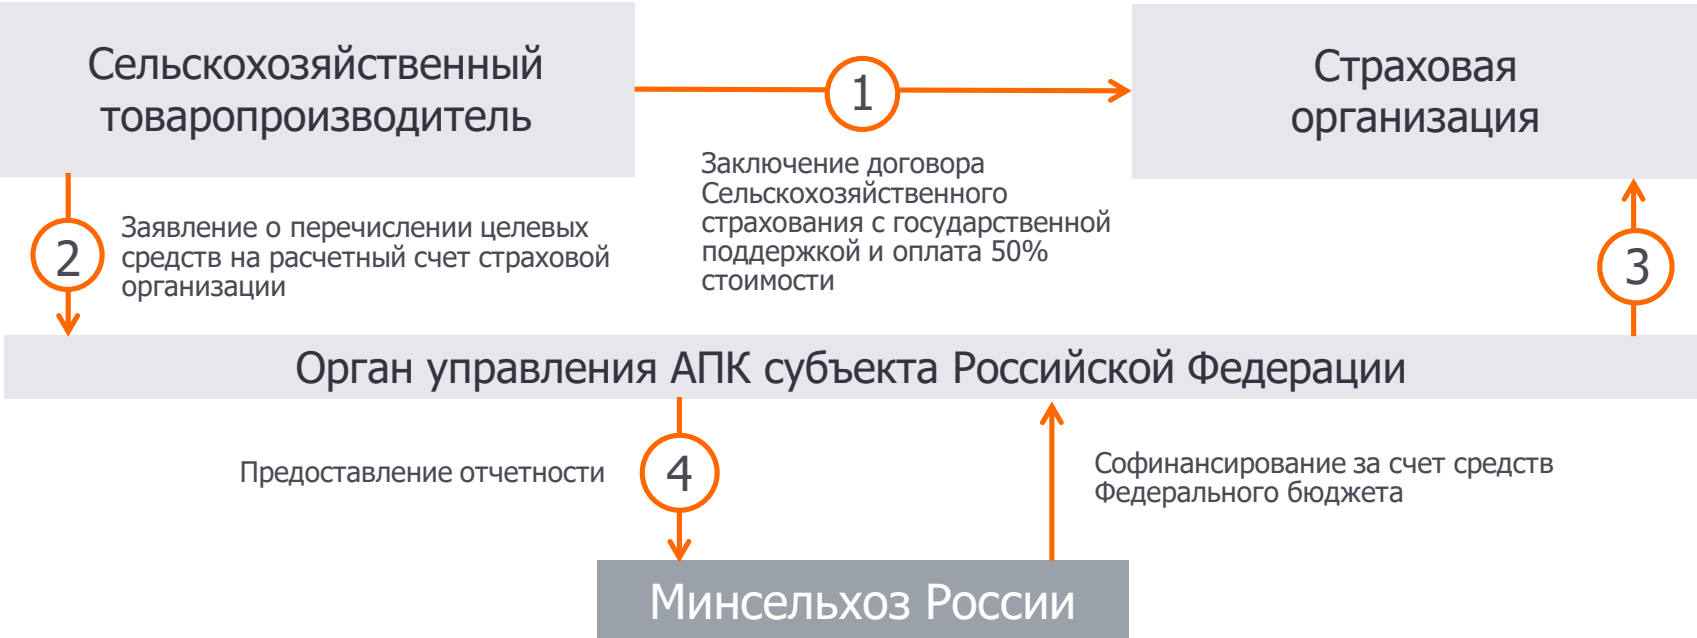 Сельскохозяйственный
товаропроизводитель
1
Страховая
организация
Заключение договора
Сельскохозяйственного
страхования с государственной
поддержкой и оплата 50%
стоимости
2
Заявление о перечислении целевых
средств на расчетный счет страховой
организации
3
Орган управления АПК субъекта Российской Федерации
Предоставление отчетности
4
Софинансирование за счет средств
Федерального бюджета
Минсельхоз России